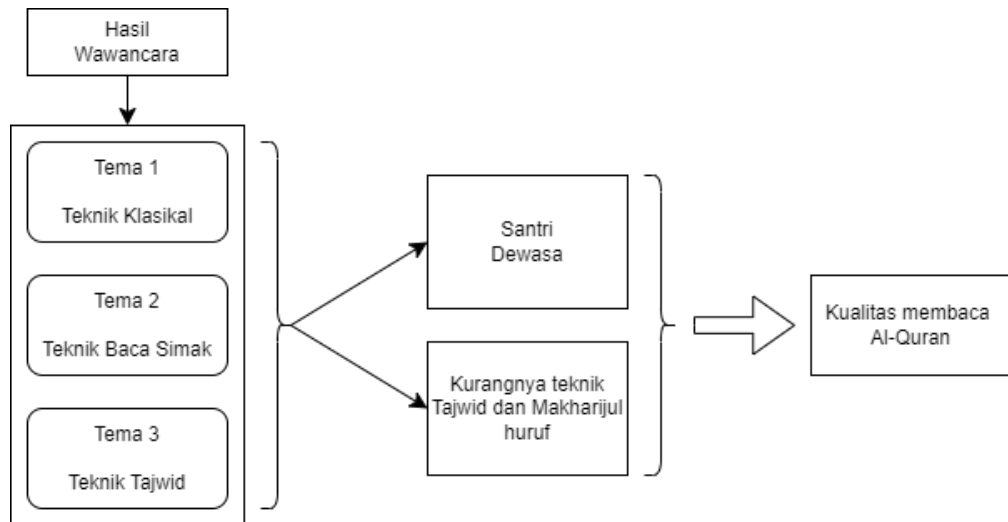 Hasil
Wawancara
Tema 1
Teknik Klasikal
Tema 2
Teknik Baca Simak
Tema 3
Teknik Tajwid
Santri
Dewasa
Kurangnya teknik
Tajwid dan Makharijul
huruf
Kualitas membaca
Al-Quran